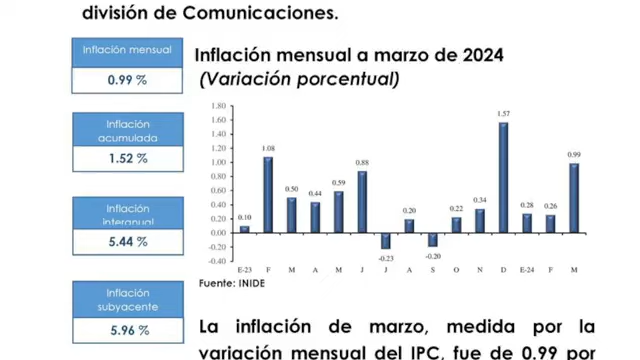 división de Comunicaciones.
Inflación mensual
0.99 %
Inflación
acumulada
1.52 %
Inflación
interanual
5.44 %
Inflación
subyacente
5.96 %
Inflación mensual a marzo de 2024
(Variación porcentual)
1.80
1.60
1.40
1.20
1.00
0.80
0.60
0.40
0.20
0.00
-0.20
-0.40
0.10
1.08
0.50
0.44
0.59
0.88
-0.23
0.20
-0.20
0.22
0.34
1.57
0.28
0.26
0.99
E-23 F M A M J J A S O N D E-24 F M
Fuente: INIDE
La inflación de marzo, medida por la
variación mensual del IPC, fue de 0.99 por